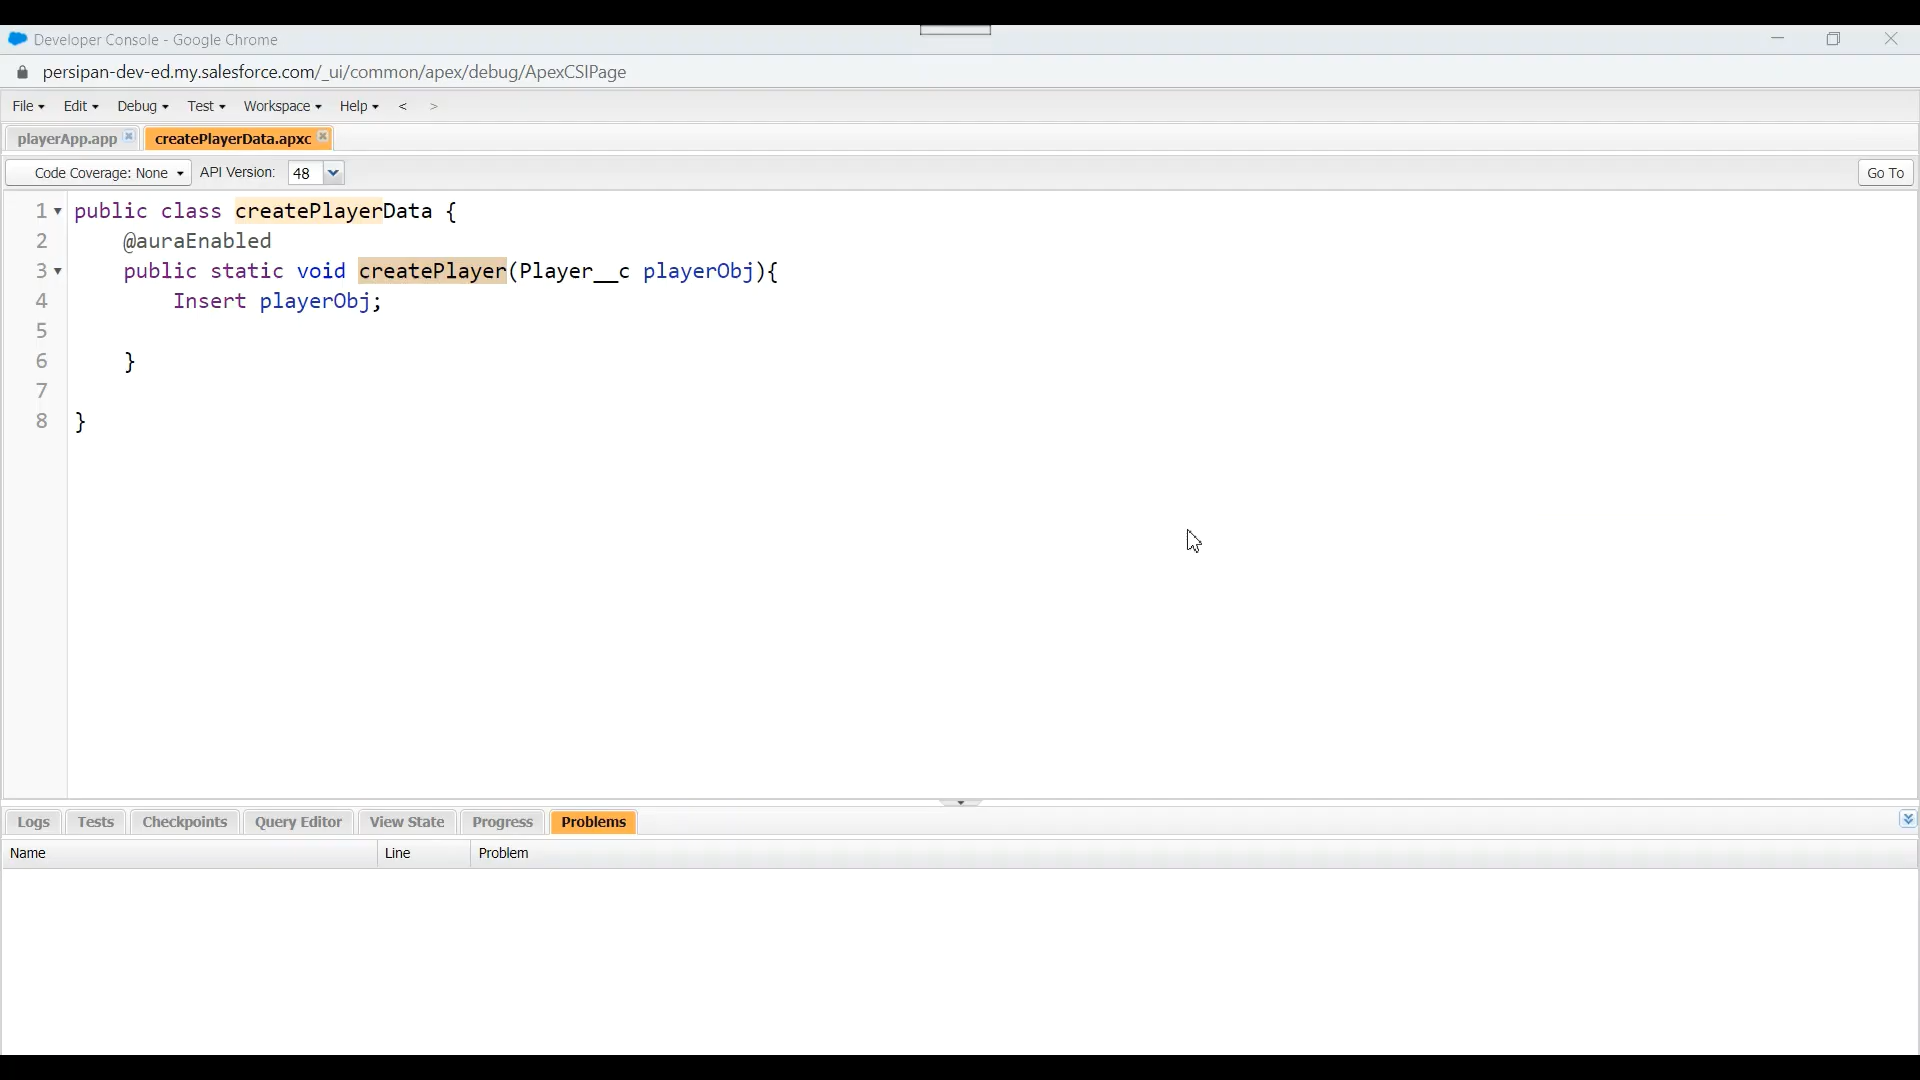 Developer Console - Google Chrome
persipan-dev-ed.my.salesforce.com/_ui/common/apex/debug/ApexCSIPage
File Edit Debug Test Workspace Help < >
playerApp.app createPlayerData.apxc
Code Coverage: None API Version: 48 Go To
1 public class createPlayerData {
2 @auraEnabled
3 public static void createPlayer(Player__c playerObj){
4 Insert playerObj;
5
6 }
7
8 }
Logs Tests Checkpoints Query Editor View State Progress Problems
Name Line Problem